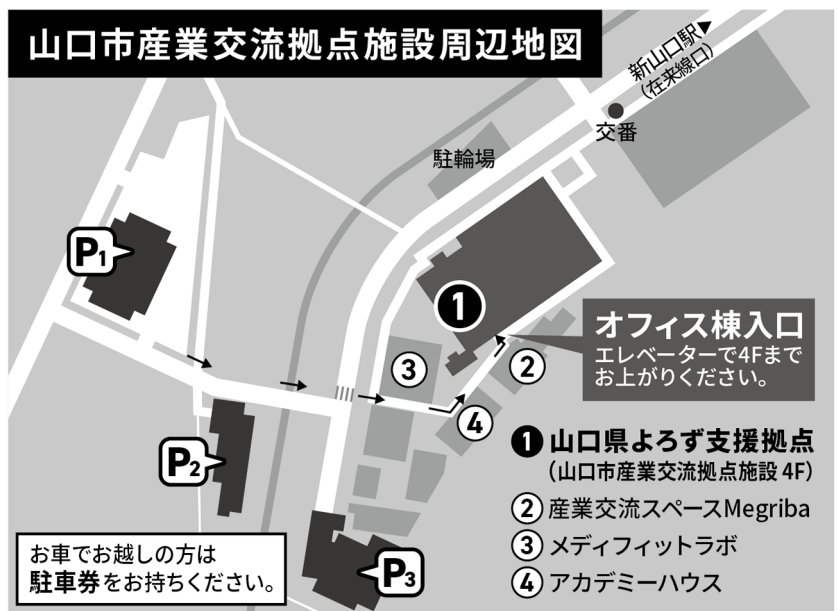 山口市産業交流拠点施設周辺地図
新山口駅▶
（在来線口）
交番
駐輪場
P1
1
オフィス棟入口
エレベーターで4Fまで
お上がりください。
3
2
4
P2
P3
1 山口県よろず支援拠点
（山口市産業交流拠点施設 4F）
2 産業交流スペースMegriba
3 メディフィットラボ
4 アカデミーハウス
お車でお越しの方は
駐車券をお持ちください。